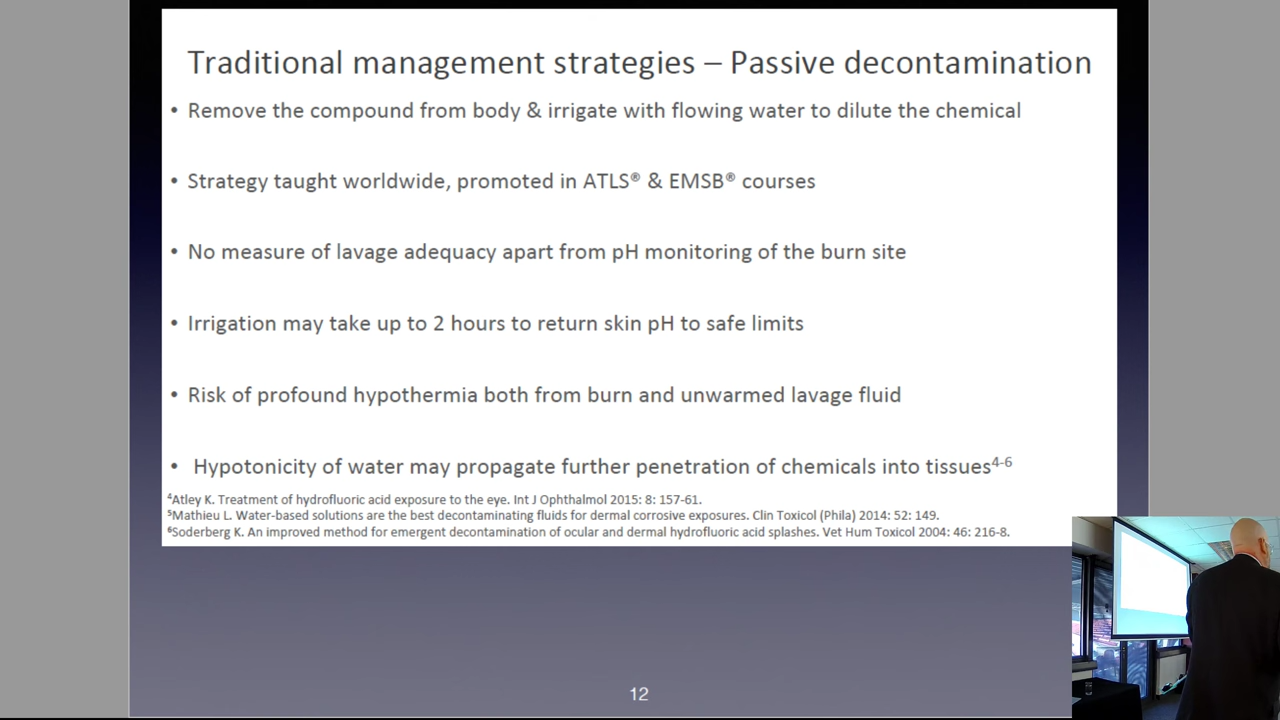 Traditional management strategies – Passive decontamination
• Remove the compound from body & irrigate with flowing water to dilute the chemical
• Strategy taught worldwide, promoted in ATLS® & EMSB® courses
• No measure of lavage adequacy apart from pH monitoring of the burn site
• Irrigation may take up to 2 hours to return skin pH to safe limits
• Risk of profound hypothermia both from burn and unwarmed lavage fluid
• Hypotonicity of water may propagate further penetration of chemicals into tissues4-6
4Atley K. Treatment of hydrofluoric acid exposure to the eye. Int J Ophthalmol 2015: 8: 157-61.
5Mathieu L. Water-based solutions are the best decontaminating fluids for dermal corrosive exposures. Clin Toxicol (Phila) 2014: 52: 149.
6Soderberg K. An improved method for emergent decontamination of ocular and dermal hydrofluoric acid splashes. Vet Hum Toxicol 2004: 46: 216-8.
12